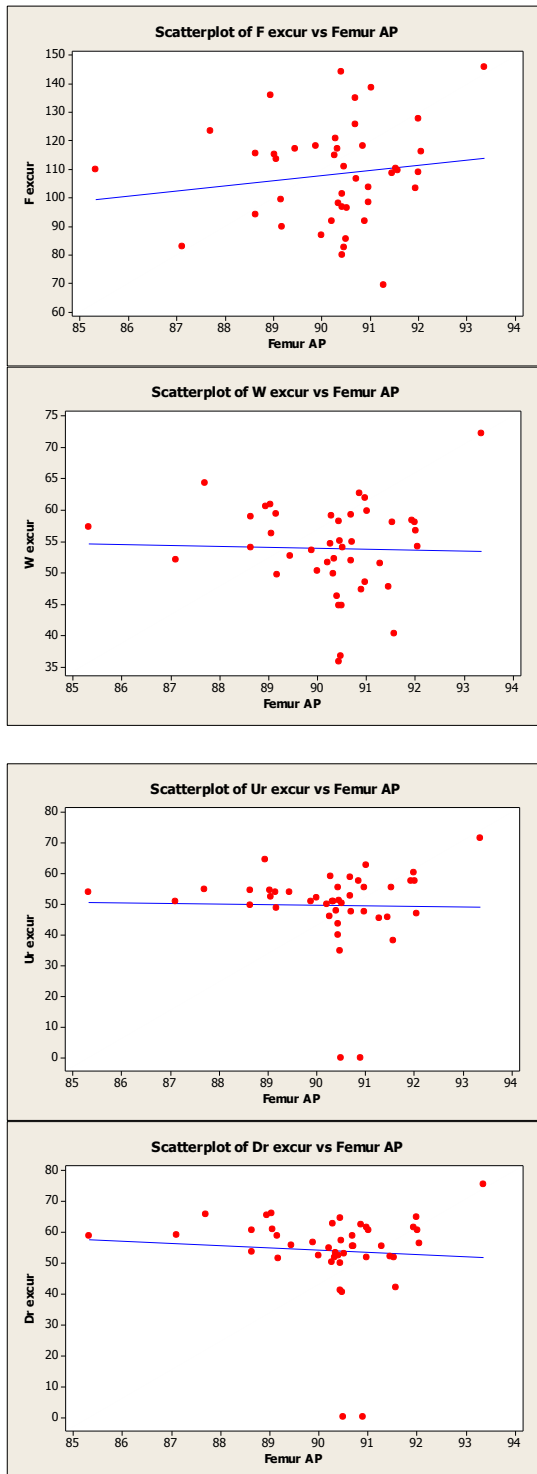 Scatterplot of F excur vs Femur AP
150
140
130
120
110
100
90
80
70
60
F excur
85 86 87 88 89 90 91 92 93 94
Femur AP
Scatterplot of W excur vs Femur AP
75
70
65
60
55
50
45
40
35
W excur
85 86 87 88 89 90 91 92 93 94
Femur AP
Scatterplot of Ur excur vs Femur AP
80
70
60
50
40
30
20
10
0
Ur excur
85 86 87 88 89 90 91 92 93 94
Femur AP
Scatterplot of Dr excur vs Femur AP
80
70
60
50
40
30
20
10
0
Dr excur
85 86 87 88 89 90 91 92 93 94
Femur AP